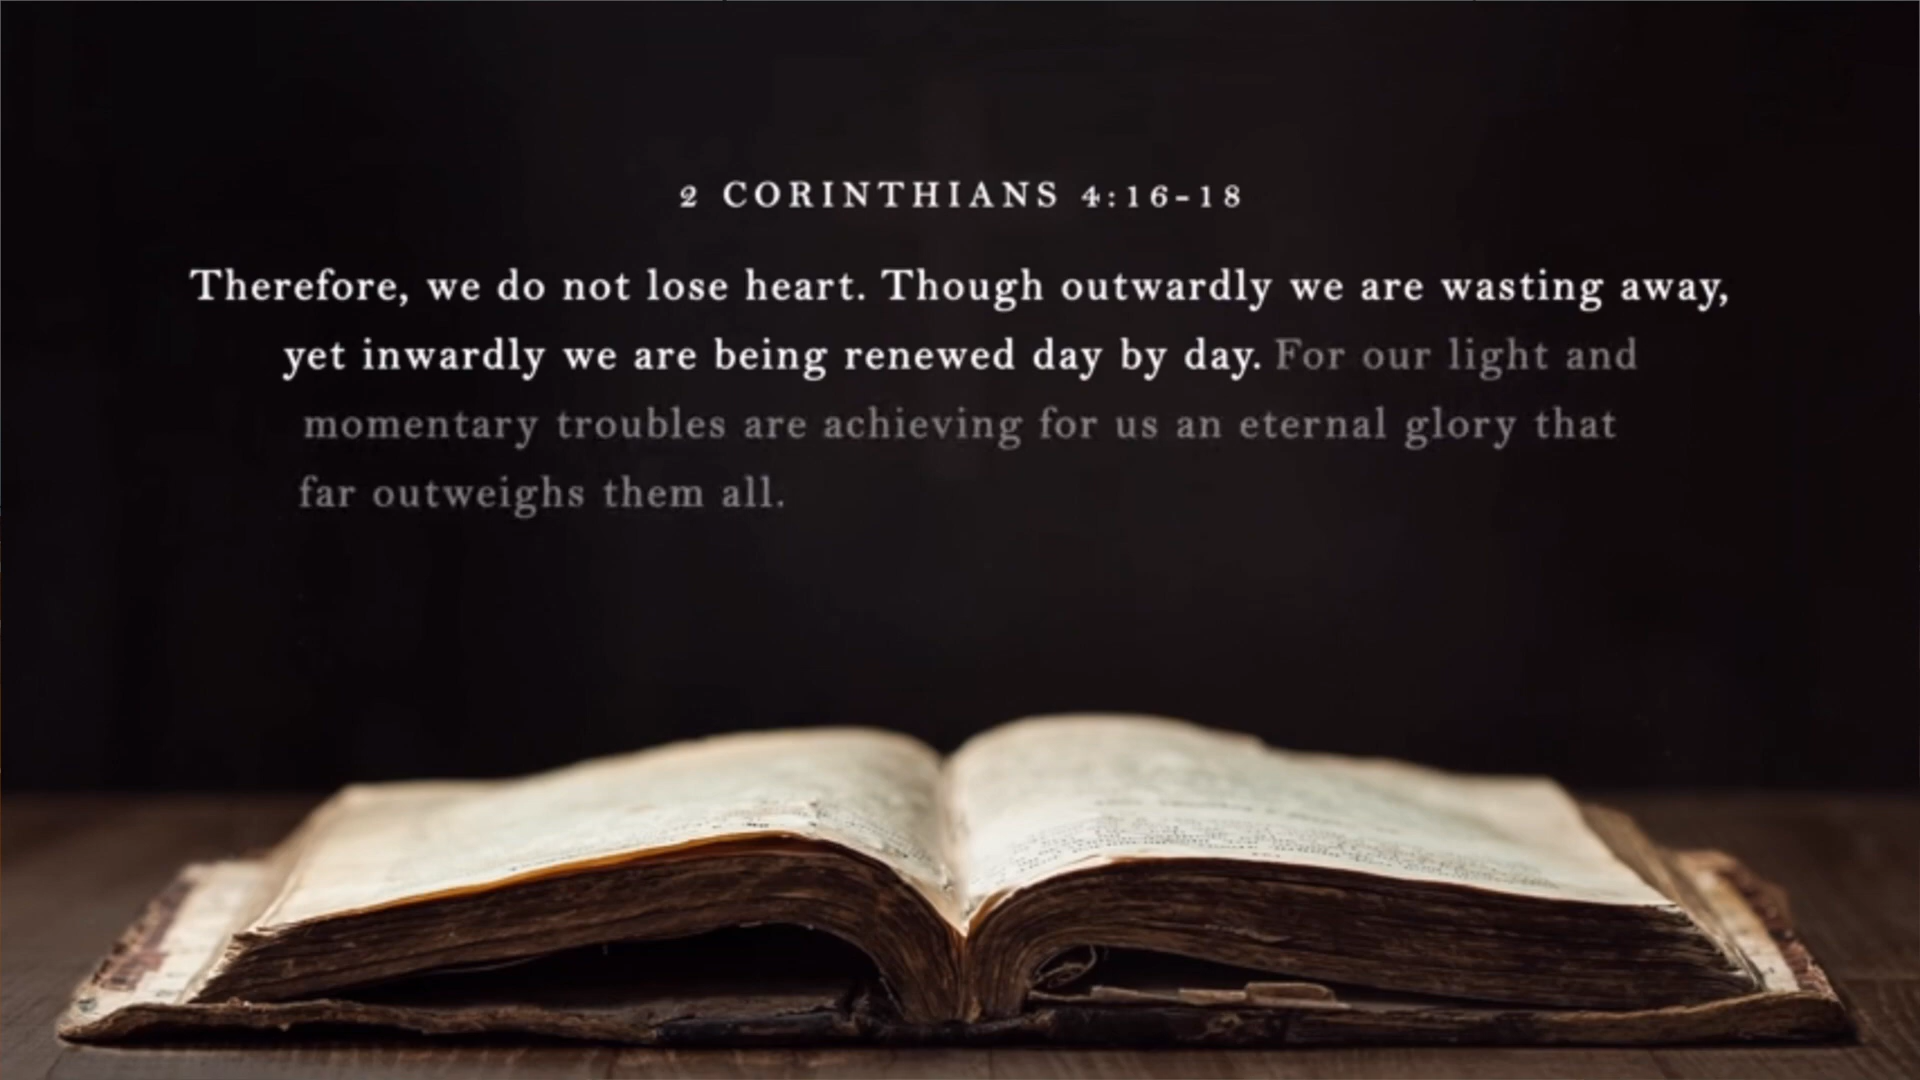 2 CORINTHIANS 4:16-18
Therefore, we do not lose heart. Though outwardly we are wasting away,
yet inwardly we are being renewed day by day. For our light and
momentary troubles are achieving for us an eternal glory that
far outweighs them all.